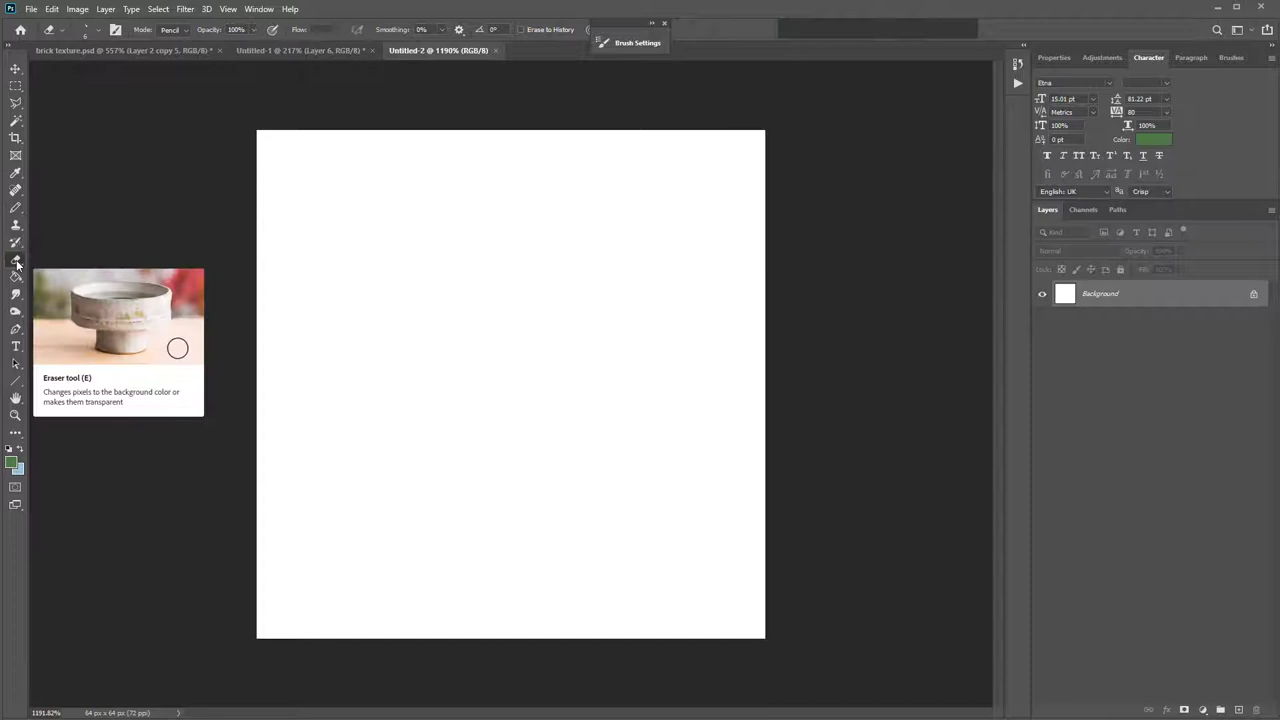 Ps File Edit Image Layer Type Select Filter 3D View Window Help
6 Mode: Pencil Opacity: 100% Flow: Smoothing: 0% 0° Erase to History
Brush Settings
brick texture.psd @ 557% (Layer 2 copy 5, RGB/8) * × Untitled-1 @ 217% (Layer 6, RGB/8) * × Untitled-2 @ 1190% (RGB/8) ×
Properties Adjustments Character Paragraph Brushes
Etna
15.01 pt 81.22 pt
Metrics 80
100% 100%
0 pt Color:
English: UK Crisp
Layers Channels Paths
Kind
Normal Opacity: 100%
Lock: Fill:
Background
Eraser tool (E)
Changes pixels to the background color or
makes them transparent
1191.82% 64 px x 64 px (72 ppi)